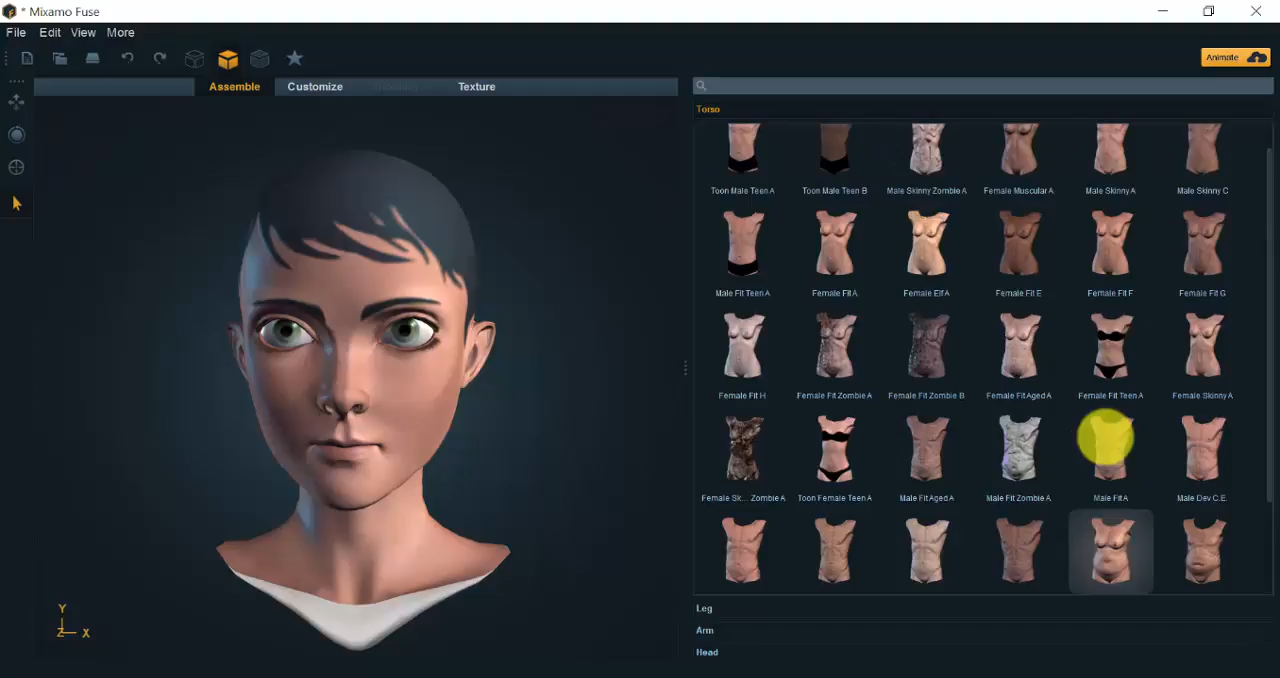 * Mixamo Fuse
File Edit View More
Animate
Assemble Customize Texture
Torso
Toon Male Teen A Toon Male Teen B Male Skinny Zombie A Female Muscular A Male Skinny A Male Skinny C
Male Fit Teen A Female Fit A Female Elf A Female Fit E Female Fit F Female Fit G
Female Fit H Female Fit Zombie A Female Fit Zombie B Female Fit Aged A Female Fit Teen A Female Skinny A
Female Sk... Zombie A Toon Female Teen A Male Fit Aged A Male Fit Zombie A Male Fit A Male Dev C.E.
Leg
Arm
Head
Y
Z X